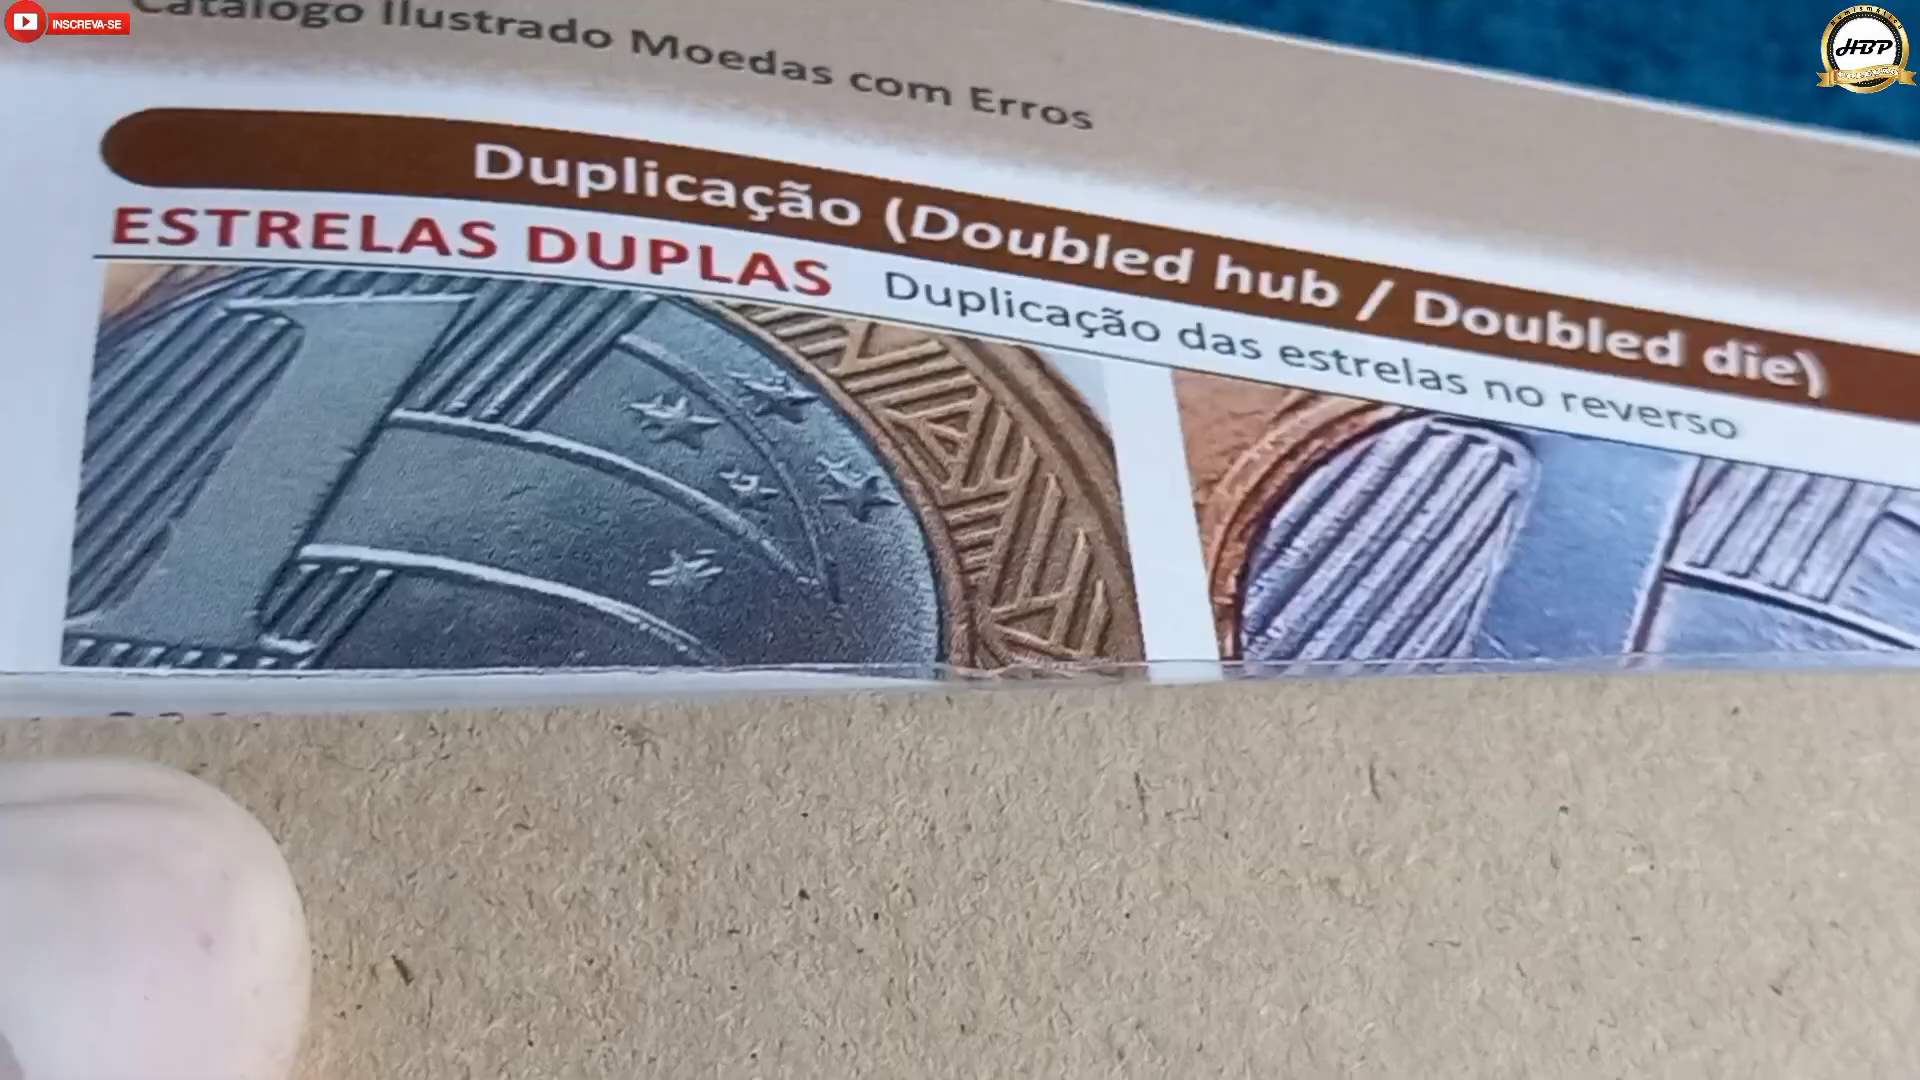 INSCREVA-SE
Catálogo Ilustrado Moedas com Erros
HBP
Duplicação (Doubled hub / Doubled die)
ESTRELAS DUPLAS Duplicação das estrelas no reverso